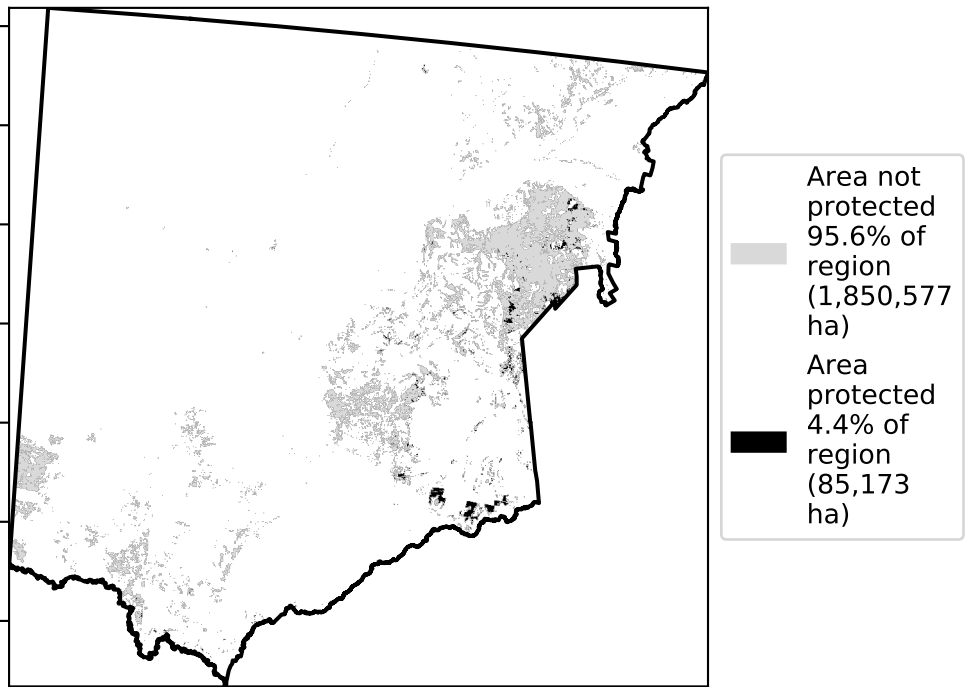 Area not
protected
95.6% of
region
(1,850,577
ha)
Area
protected
4.4% of
region
(85,173
ha)